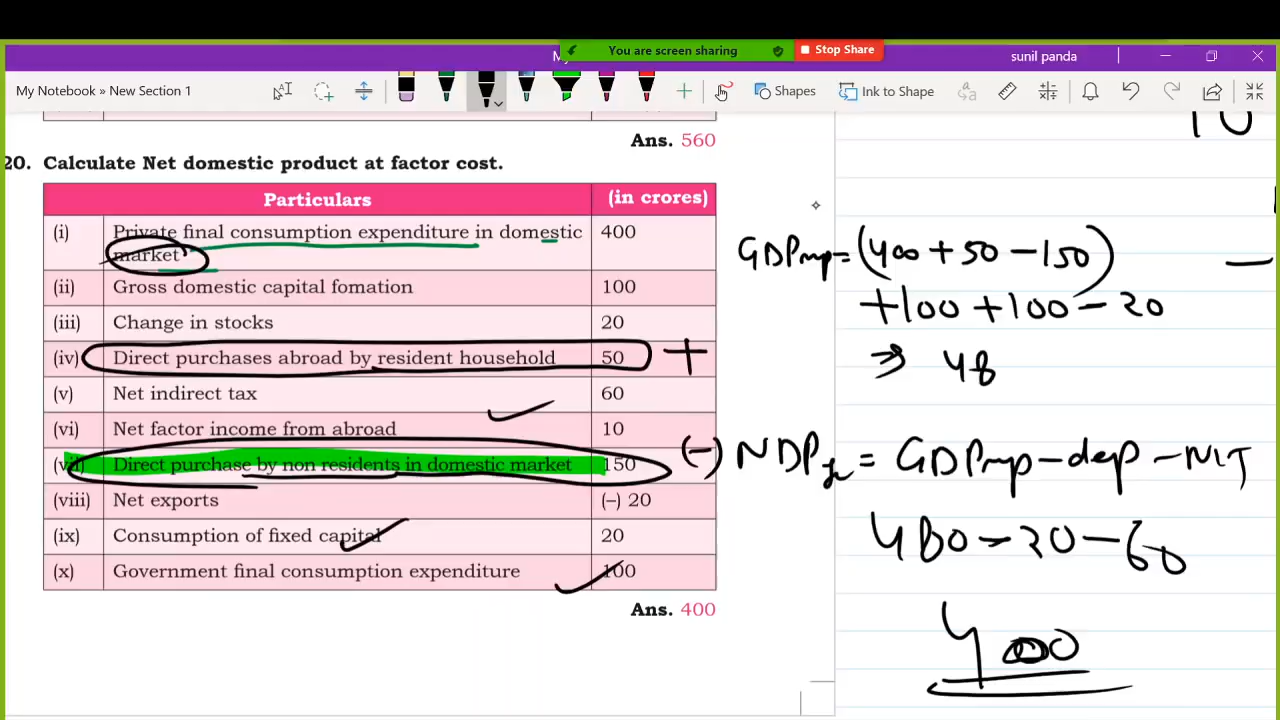 You are screen sharing
Stop Share
My
sunil panda
My Notebook » New Section 1
Shapes
Ink to Share
10
Ans. 560
20. Calculate Net domestic product at factor cost.
Particulars (in crores)
(i) Private final consumption expenditure in domestic market 400
(ii) Gross domestic capital fomation 100
(iii) Change in stocks 20
(iv) Direct purchases abroad by resident household 50 +
(v) Net indirect tax 60
(vi) Net factor income from abroad 10
(vii) Direct purchase by non residents in domestic market 150 (-)
(viii) Net exports (–) 20
(ix) Consumption of fixed capital 20
(x) Government final consumption expenditure 100
Ans. 400
GDPmp = (400 + 50 - 150)
+100 +100 - 20
⇒ 48
NDPfc = GDPmp - dep - NIT
480 - 20 - 60
400